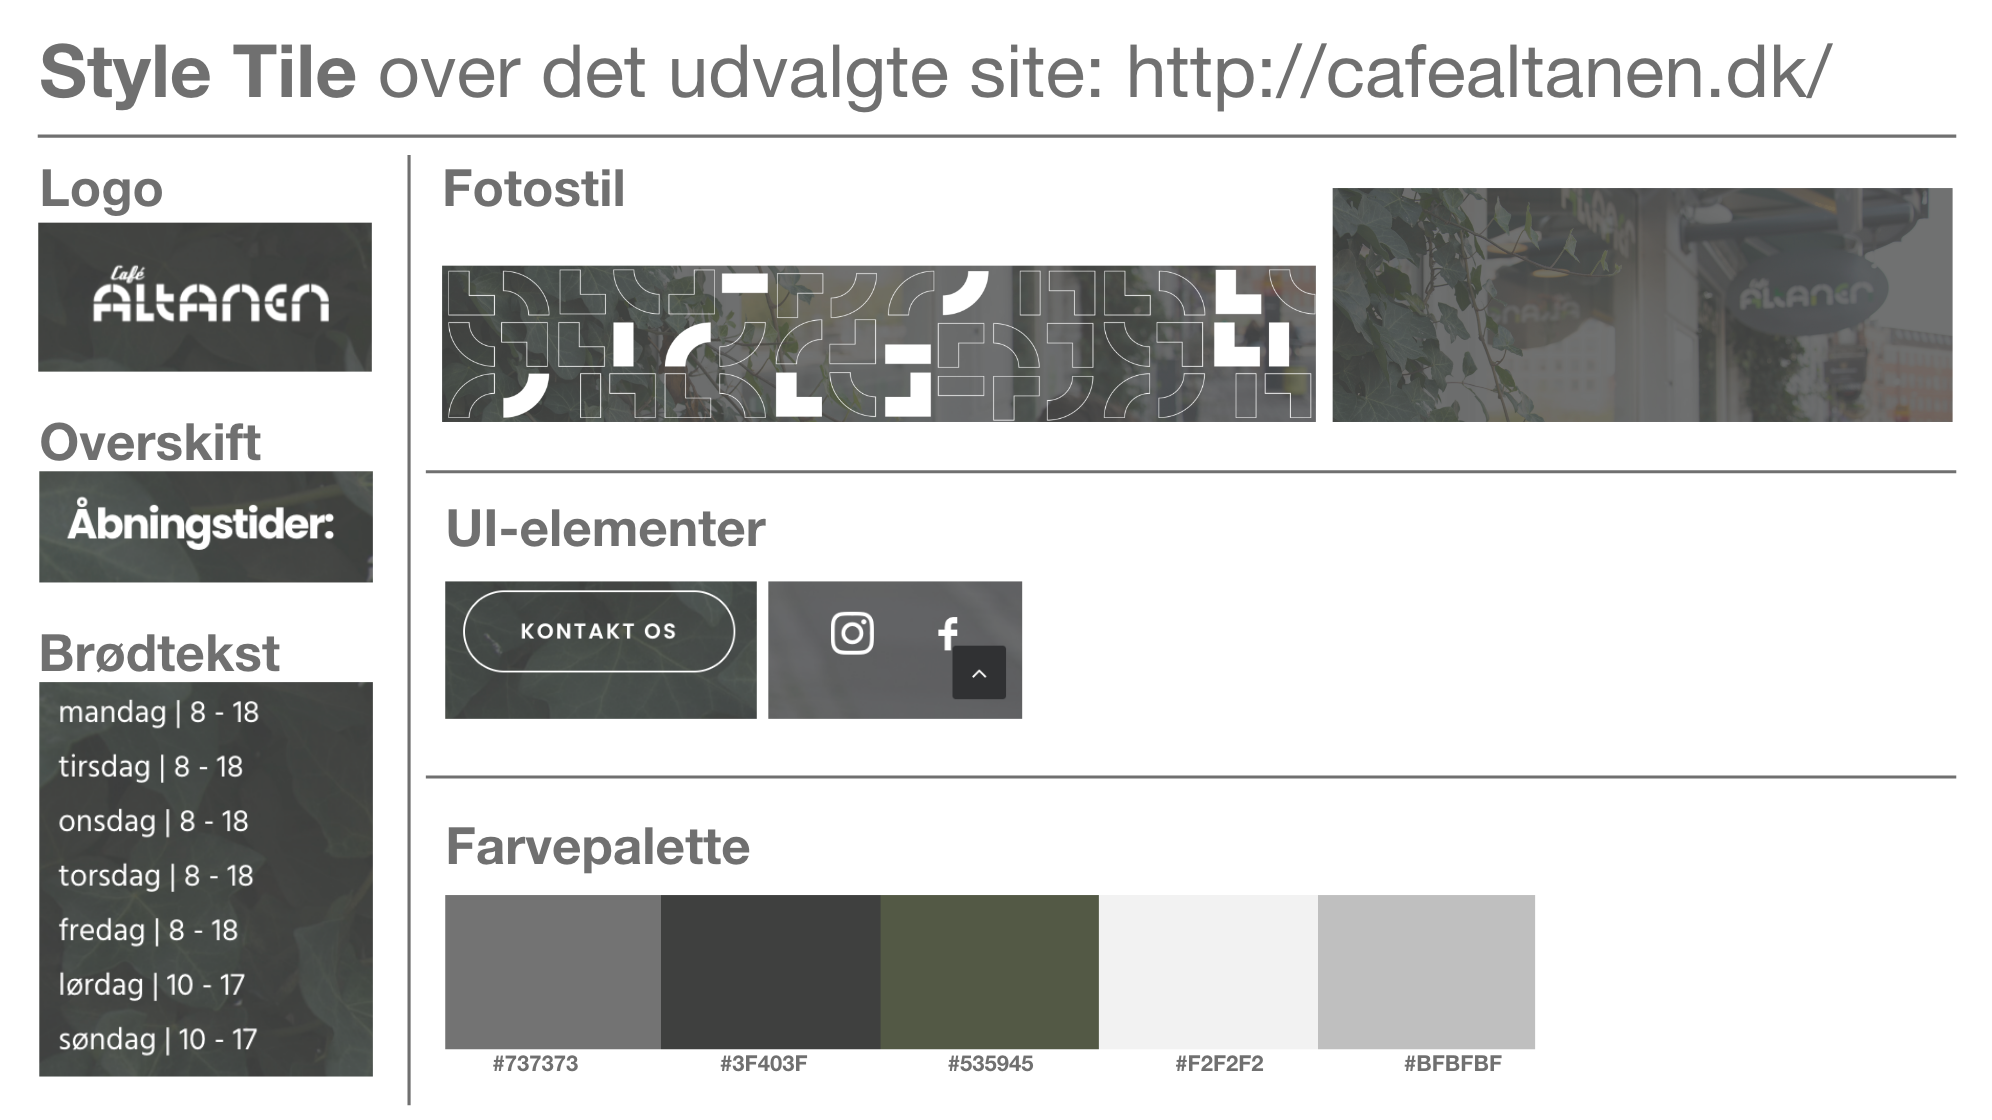 Style Tile over det udvalgte site: http://cafealtanen.dk/
Logo
Café
ALTANEN
Overskift
Åbningstider:
Brødtekst
mandag | 8 - 18
tirsdag | 8 - 18
onsdag | 8 - 18
torsdag | 8 - 18
fredag | 8 - 18
lørdag | 10 - 17
søndag | 10 - 17
Fotostil
ALTANEN
UI-elementer
KONTAKT OS
Farvepalette
#737373
#3F403F
#535945
#F2F2F2
#BFBFBF